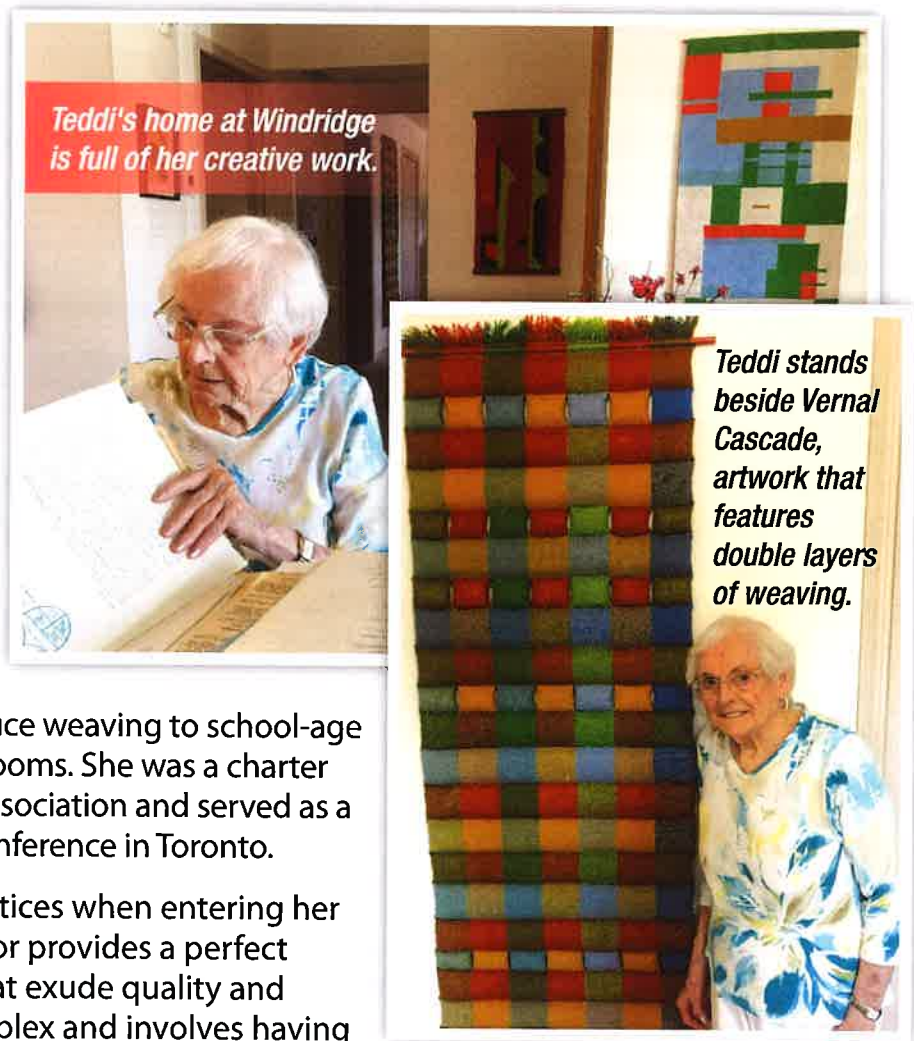 Teddi's home at Windridge
is full of her creative work.
Teddi stands
beside Vernal
Cascade,
artwork that
features
double layers
of weaving.
uce weaving to school-age
ooms. She was a charter
sociation and served as a
nference in Toronto.
tices when entering her
or provides a perfect
at exude quality and
plex and involves having